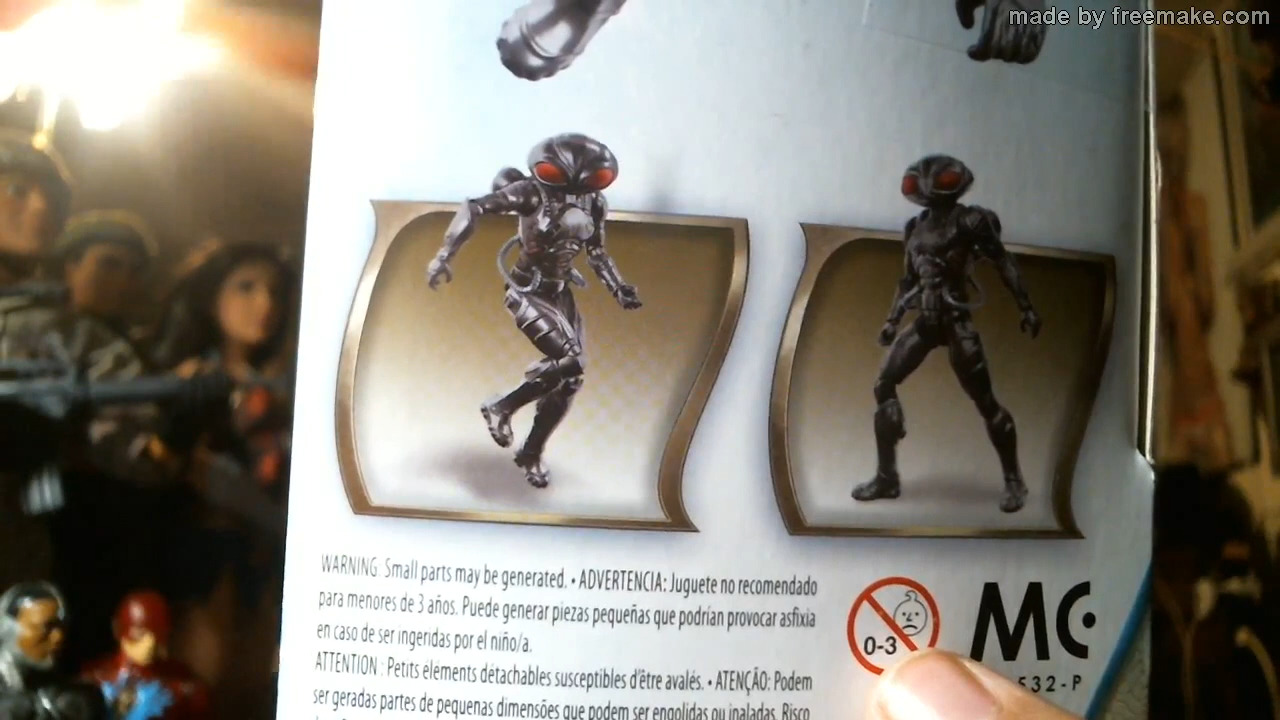 made by freemake.com
WARNING: Small parts may be generated. • ADVERTENCIA: Juguete no recomendado
para menores de 3 años. Puede generar piezas pequeñas que podrían provocar asfixia
en caso de ser ingeridas por el niño/a.
ATTENTION : Petits éléments détachables susceptibles d'être avalés. • ATENÇÃO: Podem
ser geradas partes de pequenas dimensões que podem ser engolidas ou inaladas. Risco
0-3
MC
532-P